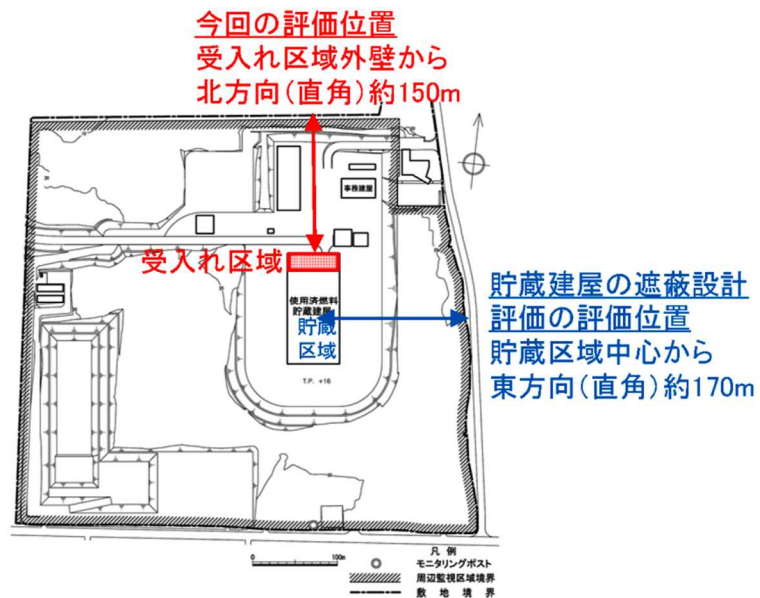 今回の評価位置
受入れ区域外壁から
北方向(直角)約150m
事務建屋
受入れ区域
使用済燃料
貯蔵建屋
貯蔵
区域
T.P. +16
貯蔵建屋の遮蔽設計
評価の評価位置
貯蔵区域中心から
東方向(直角)約170m
0 100m
凡例
モニタリングポスト
周辺監視区域境界
敷地境界